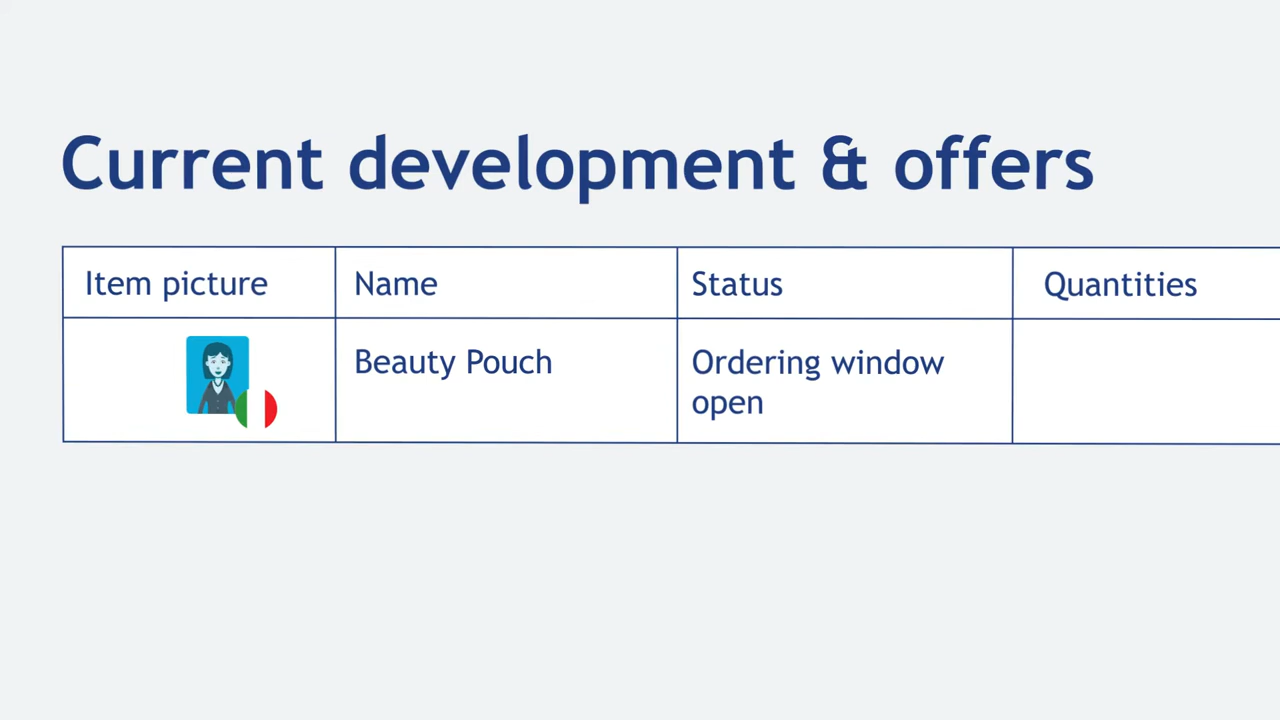 Current development & offers
Item picture Name Status Quantities
Beauty Pouch Ordering window
open